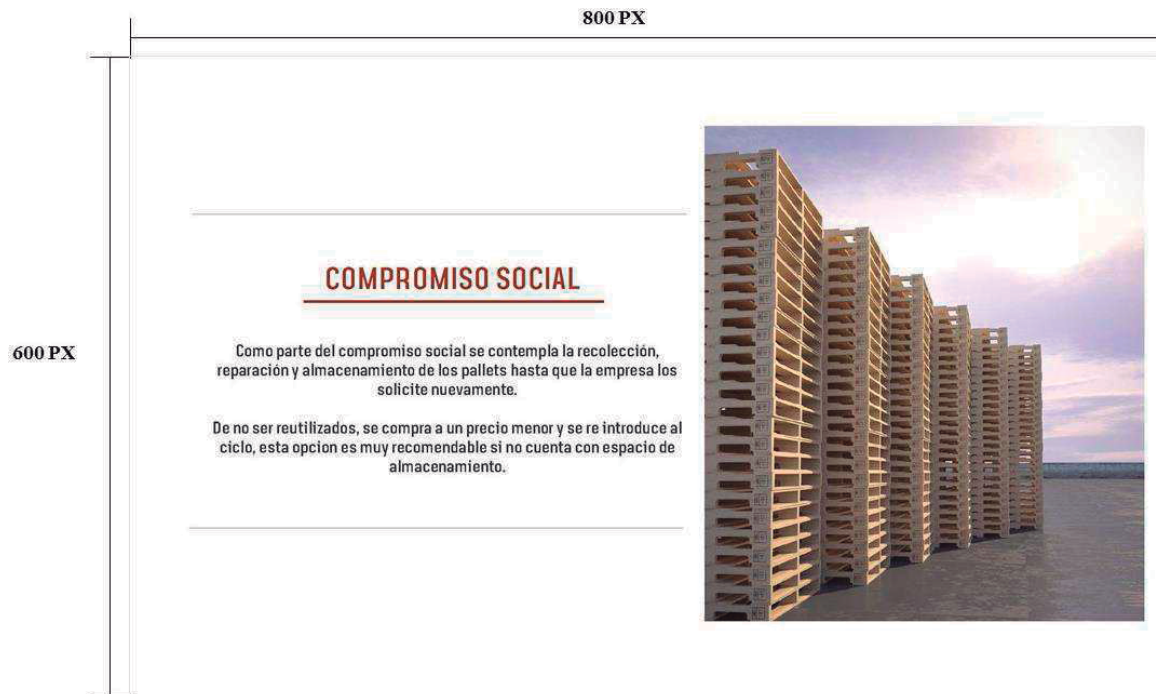 800 PX
600 PX
COMPROMISO SOCIAL
Como parte del compromiso social se contempla la recolección,
reparación y almacenamiento de los pallets hasta que la empresa los
solicite nuevamente.
De no ser reutilizados, se compra a un precio menor y se re introduce al
ciclo, esta opcion es muy recomendable si no cuenta con espacio de
almacenamiento.